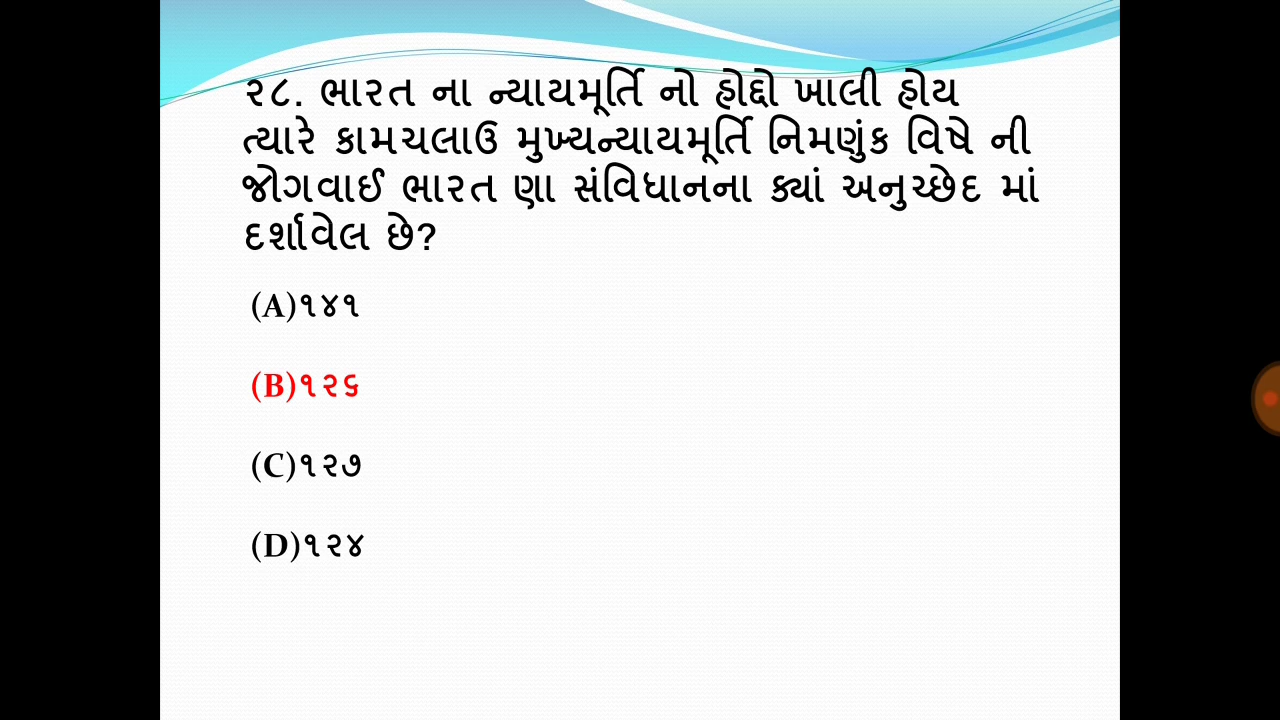 ૨૮. ભારત ના ન્યાયમૂર્તિ નો હોદ્દો ખાલી હોય
ત્યારે કામચલાઉ મુખ્યન્યાયમૂર્તિ નિમણુંક વિષે ની
જોગવાઈ ભારત ણા સંવિધાનના ક્યાં અનુચ્છેદ માં
દર્શાવેલ છે?
(A)૧૪૧
(B)૧૨૬
(C)૧૨૭
(D)૧૨૪